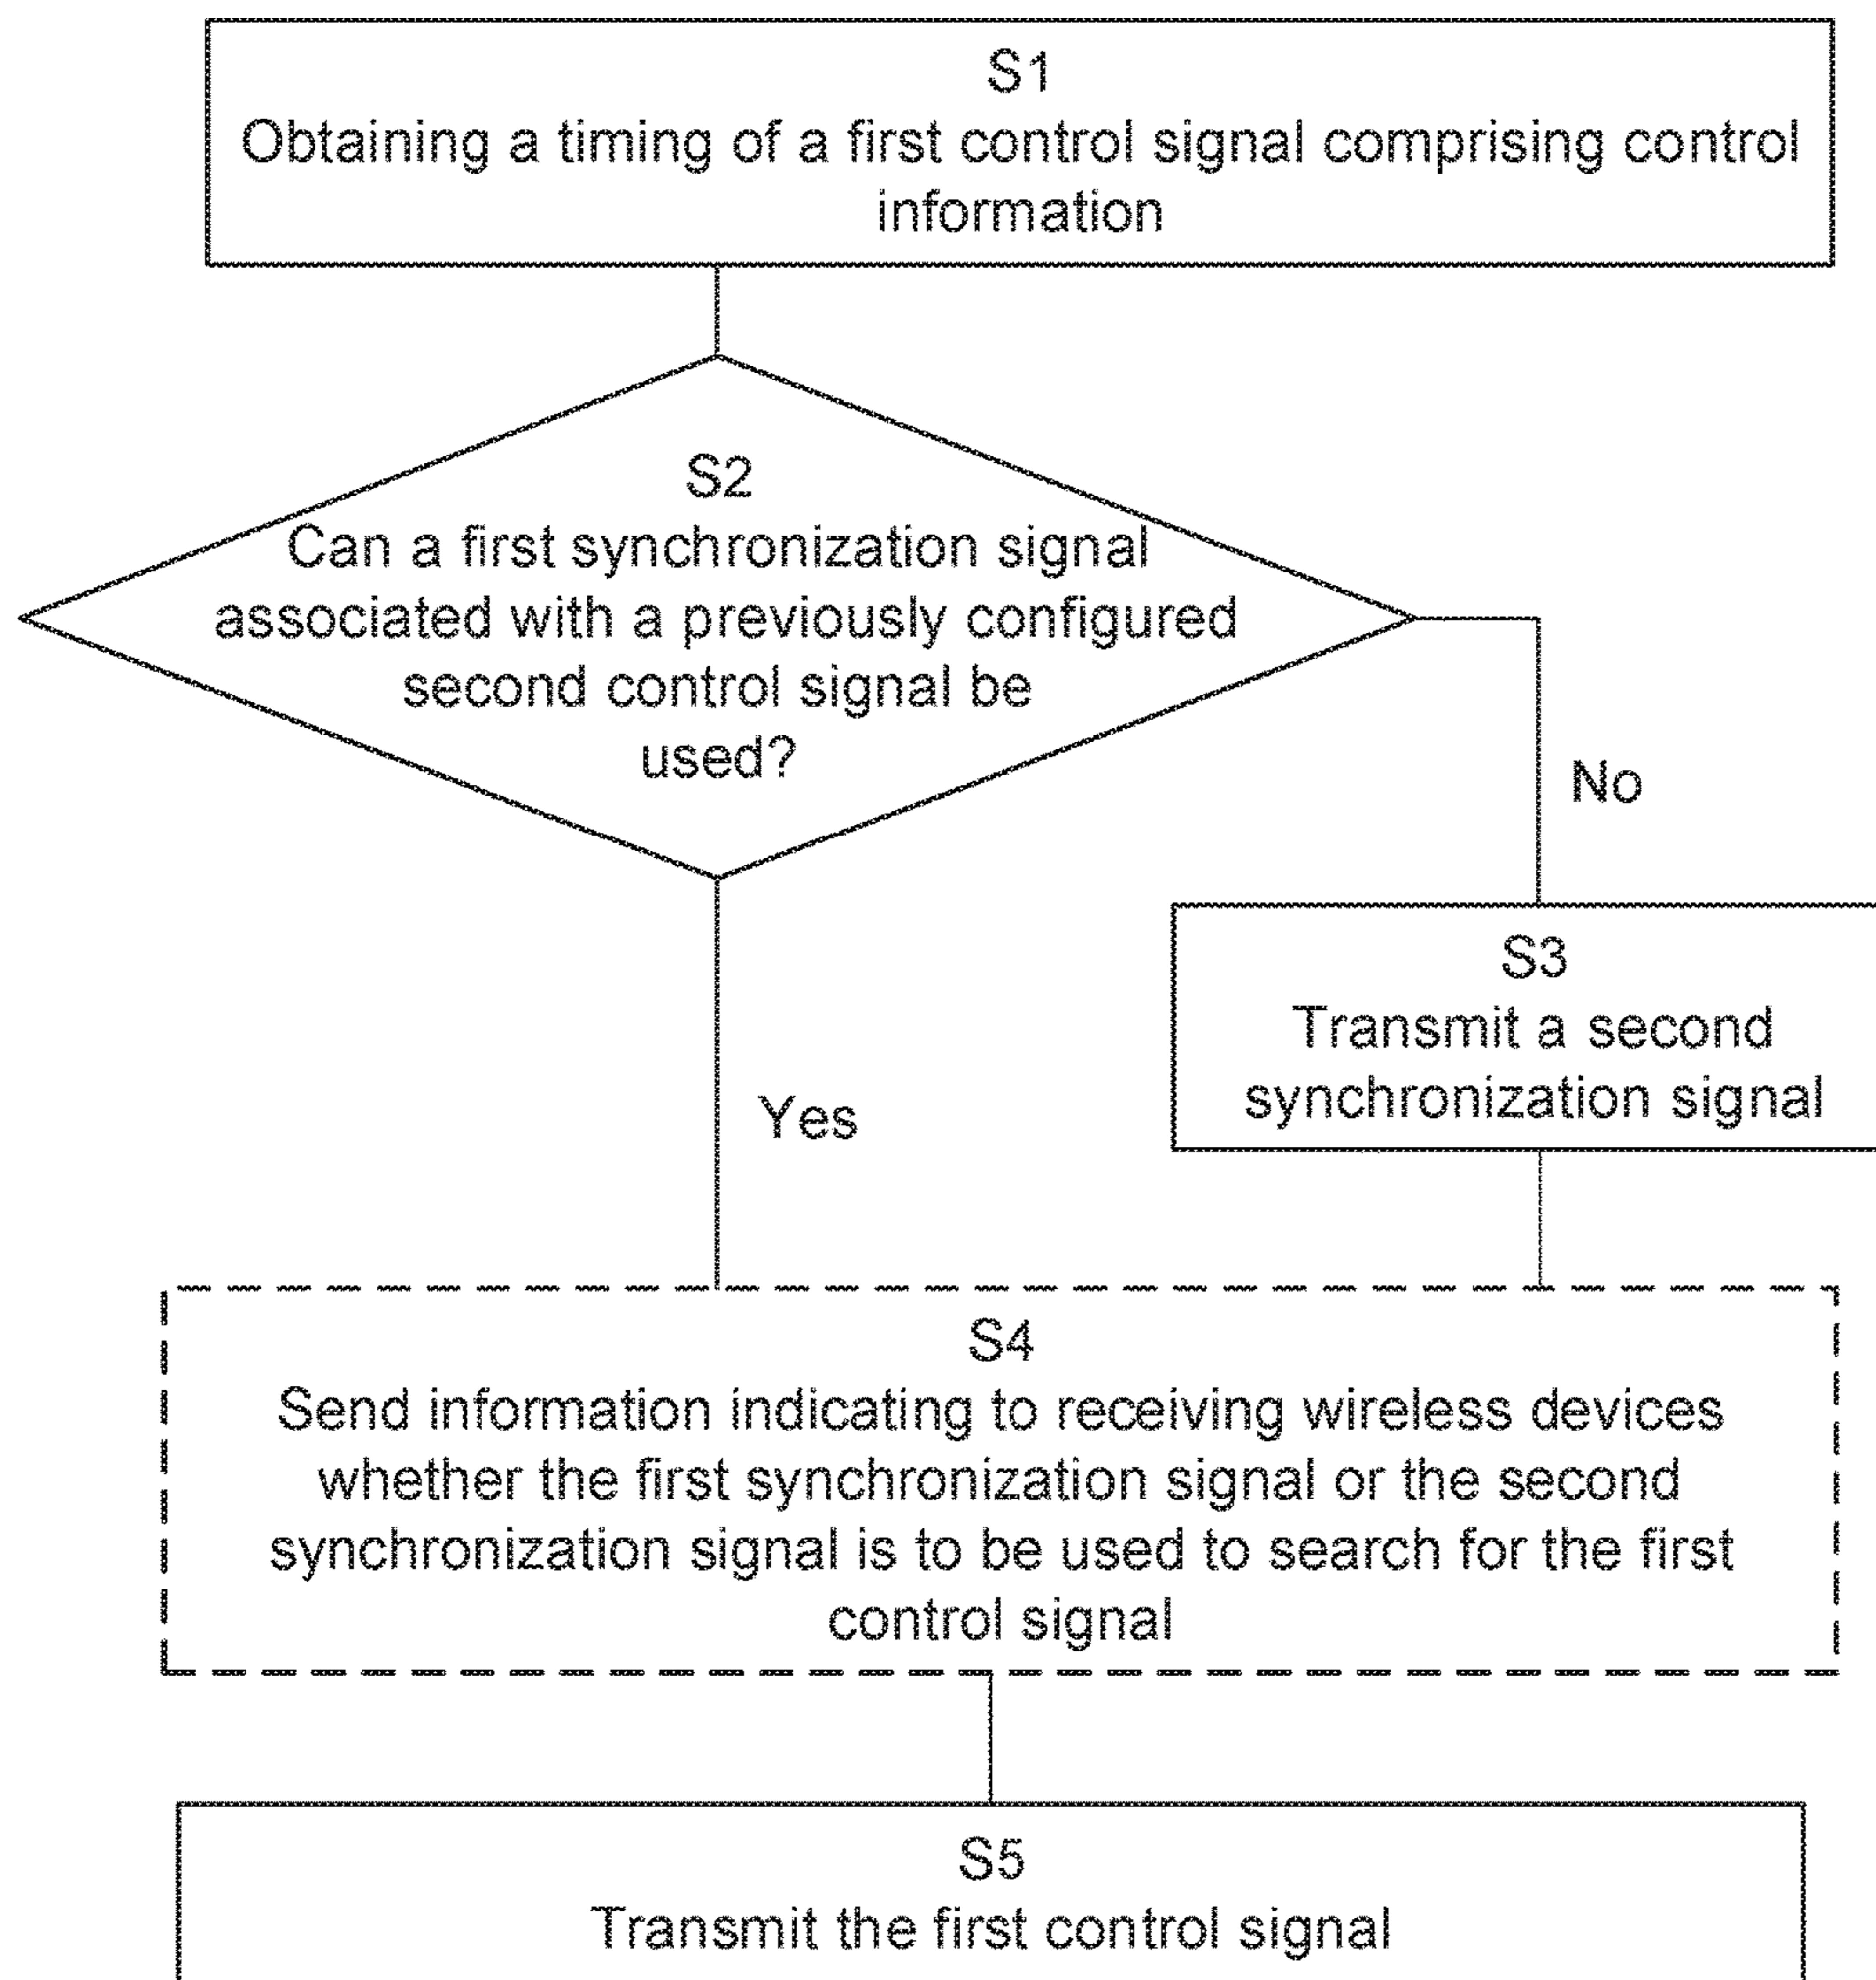 S1
Obtaining a timing of a first control signal comprising control
information
S2
Can a first synchronization signal
associated with a previously configured
second control signal be
used?
No
S3
Transmit a second
synchronization signal
Yes
S4
Send information indicating to receiving wireless devices
whether the first synchronization signal or the second
synchronization signal is to be used to search for the first
control signal
S5
Transmit the first control signal